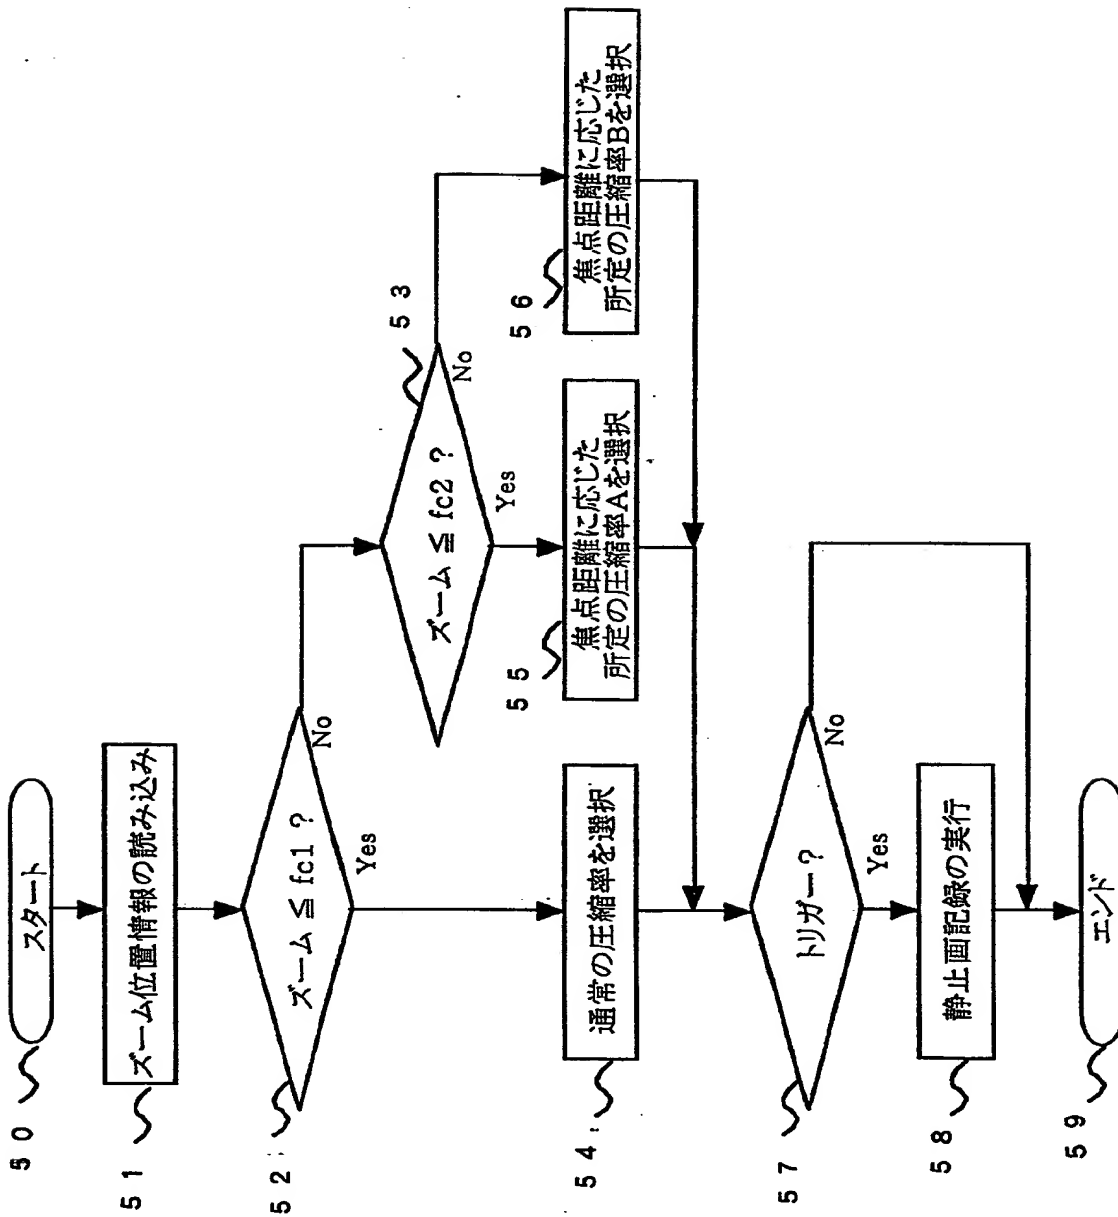 50
スタート
51
ズーム位置情報の読み込み
52
ズーム ≦ fc1 ?
Yes
No
53
ズーム ≦ fc2 ?
Yes
No
54
通常の圧縮率を選択
55
焦点距離に応じた
所定の圧縮率Aを選択
56
焦点距離に応じた
所定の圧縮率Bを選択
57
トリガー?
Yes
No
58
静止画記録の実行
59
エンド